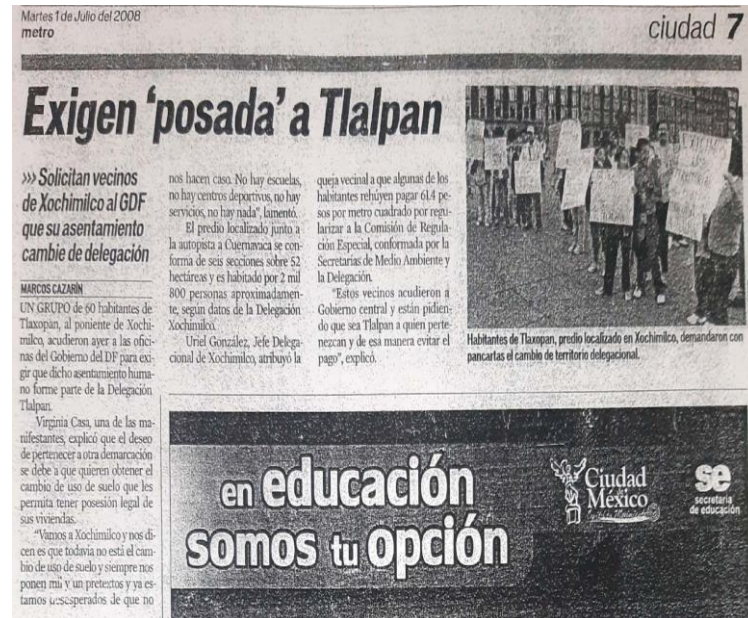 Martes 1 de Julio del 2008
metro
ciudad 7
Exigen 'posada' a Tlalpan
>>> Solicitan vecinos
de Xochimilco al GDF
que su asentamiento
cambie de delegación
MARCOS CAZARÍN
UN GRUPO de 60 habitantes de
Tlaxopan, al poniente de Xochi-
milco, acudieron ayer a las ofici-
nas del Gobierno del DF para exi-
gir que dicho asentamiento huma-
no forme parte de la Delegación
Tlalpan.
Virginia Casa, una de las ma-
nifestantes, explicó que el deseo
de pertenecer a otra demarcación
se debe a que quieren obtener el
cambio de uso de suelo que les
permita tener posesión legal de
sus viviendas.
"Vamos a Xochimilco y nos di-
cen es que todavía no está el cam-
bio de uso de suelo y siempre nos
ponen mil y un pretextos y ya es-
tamos desesperados de que no
nos hacen caso. No hay escuelas,
no hay centros deportivos, no hay
servicios, no hay nada", lamentó.
El predio localizado junto a
la autopista a Cuernavaca se con-
forma de seis secciones sobre 52
hectáreas y es habitado por 2 mil
800 personas aproximadamen-
te, según datos de la Delegación
Xochimilco.
Uriel González, Jefe Delega-
cional de Xochimilco, atribuyó la
queja vecinal a que algunas de los
habitantes rehúyen pagar 61.4 pe-
sos por metro cuadrado por regu-
larizar a la Comisión de Regula-
ción Especial, conformada por la
Secretarías de Medio Ambiente y
la Delegación.
"Estos vecinos acudieron a
Gobierno central y están pidien-
do que sea Tlalpan a quien perte-
nezcan y de esa manera evitar el
pago", explicó.
Habitantes de Tlaxopan, predio localizado en Xochimilco, demandaron con
pancartas el cambio de territorio delegacional.
en educación
somos tu opción
Ciudad
México
se
secretaría
de educación